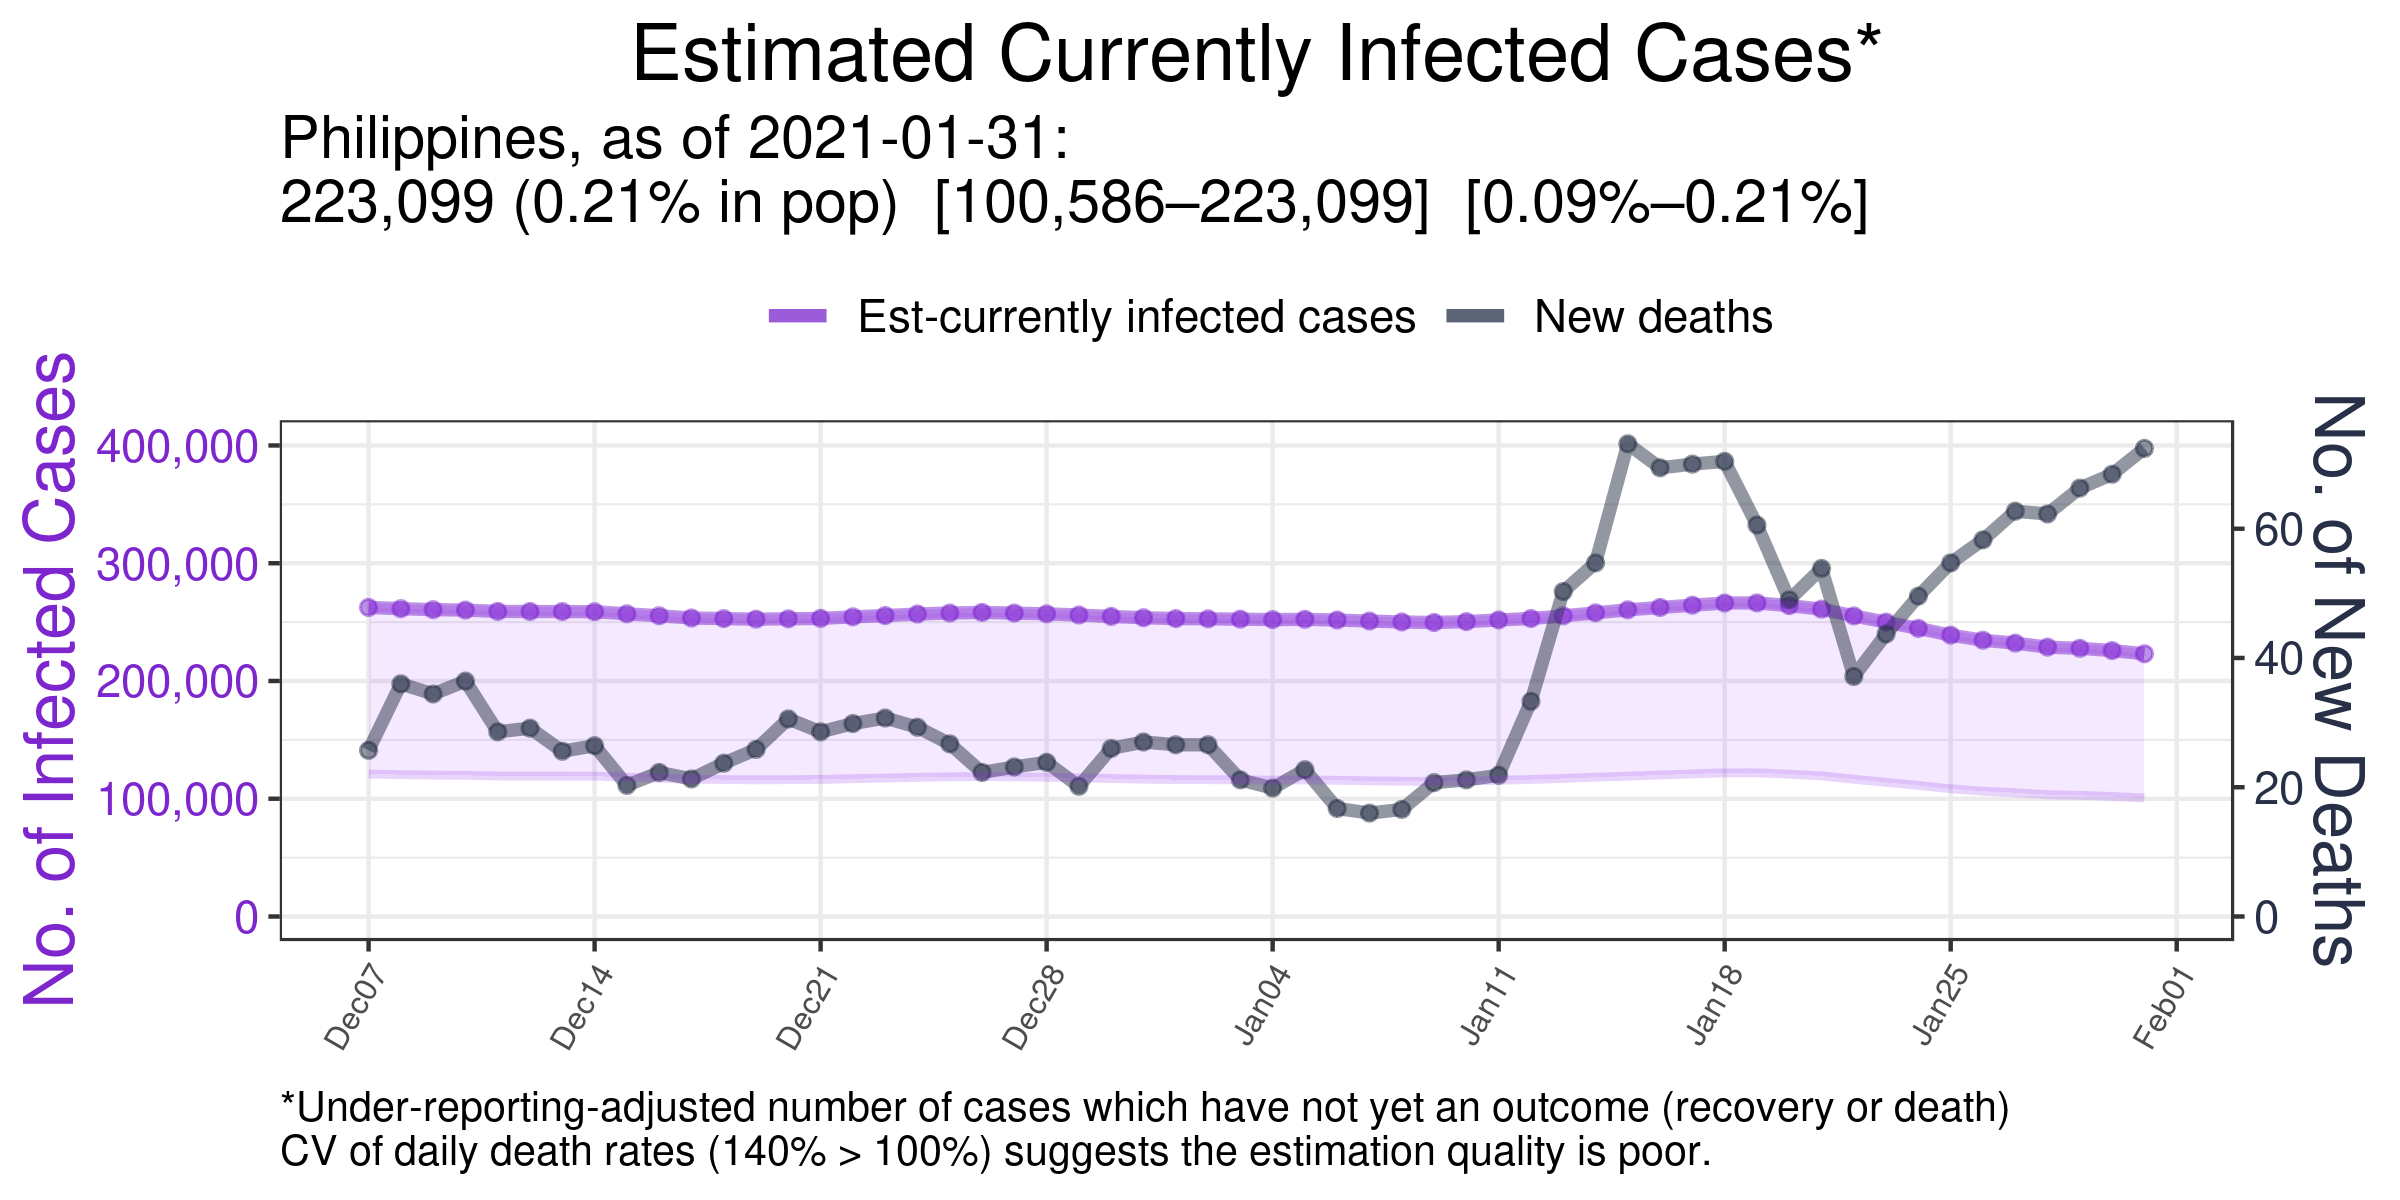 Estimated Currently Infected Cases*
Philippines, as of 2021-01-31:
223,099 (0.21% in pop)  [100,586–223,099]  [0.09%–0.21%]
Est-currently infected cases
New deaths
No. of Infected Cases
400,000
300,000
200,000
100,000
0
No. of New Deaths
60
40
20
0
Dec07
Dec14
Dec21
Dec28
Jan04
Jan11
Jan18
Jan25
Feb01
*Under-reporting-adjusted number of cases which have not yet an outcome (recovery or death)
CV of daily death rates (140% > 100%) suggests the estimation quality is poor.